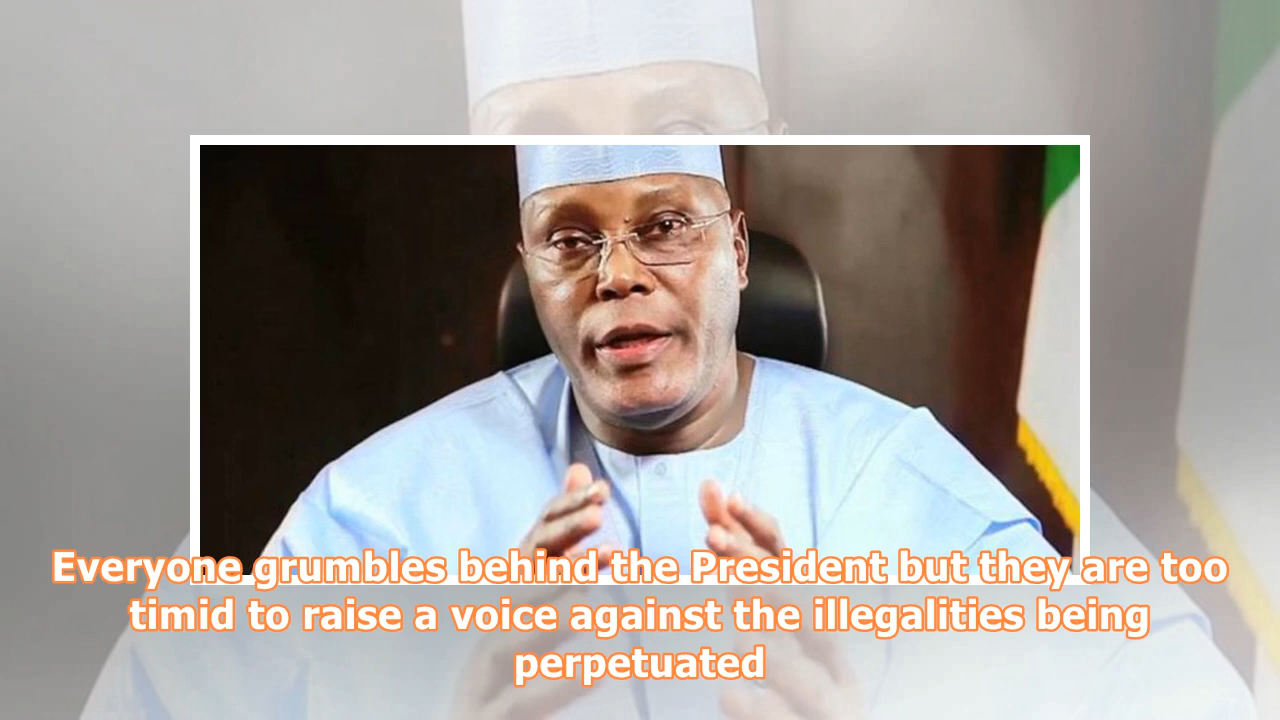 Everyone grumbles behind the President but they are too
timid to raise a voice against the illegalities being
perpetuated